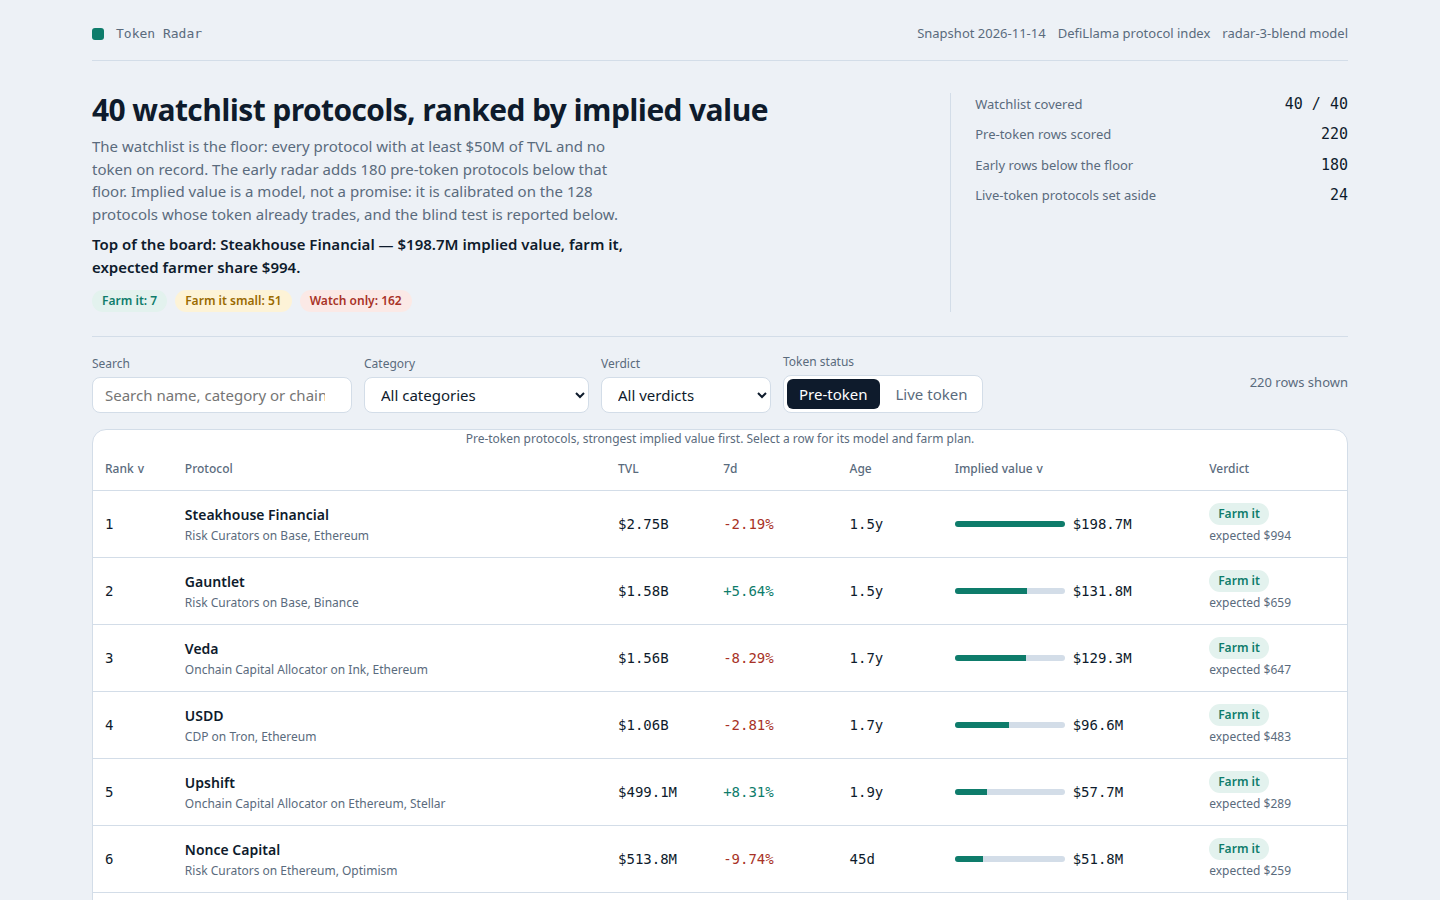 Token Radar
Snapshot 2026-11-14 DefiLlama protocol index radar-3-blend model
40 watchlist protocols, ranked by implied value
The watchlist is the floor: every protocol with at least $50M of TVL and no
token on record. The early radar adds 180 pre-token protocols below that
floor. Implied value is a model, not a promise: it is calibrated on the 128
protocols whose token already trades, and the blind test is reported below.
Top of the board: Steakhouse Financial — $198.7M implied value, farm it,
expected farmer share $994.
Farm it: 7 Farm it small: 51 Watch only: 162
Watchlist covered 40 / 40
Pre-token rows scored 220
Early rows below the floor 180
Live-token protocols set aside 24
Search Category Verdict Token status
Search name, category or chain All categories All verdicts Pre-token Live token
220 rows shown
Pre-token protocols, strongest implied value first. Select a row for its model and farm plan.
Rank v Protocol TVL 7d Age Implied value v Verdict
1 Steakhouse Financial $2.75B -2.19% 1.5y $198.7M Farm it
Risk Curators on Base, Ethereum expected $994
2 Gauntlet $1.58B +5.64% 1.5y $131.8M Farm it
Risk Curators on Base, Binance expected $659
3 Veda $1.56B -8.29% 1.7y $129.3M Farm it
Onchain Capital Allocator on Ink, Ethereum expected $647
4 USDD $1.06B -2.81% 1.7y $96.6M Farm it
CDP on Tron, Ethereum expected $483
5 Upshift $499.1M +8.31% 1.9y $57.7M Farm it
Onchain Capital Allocator on Ethereum, Stellar expected $289
6 Nonce Capital $513.8M -9.74% 45d $51.8M Farm it
Risk Curators on Ethereum, Optimism expected $259